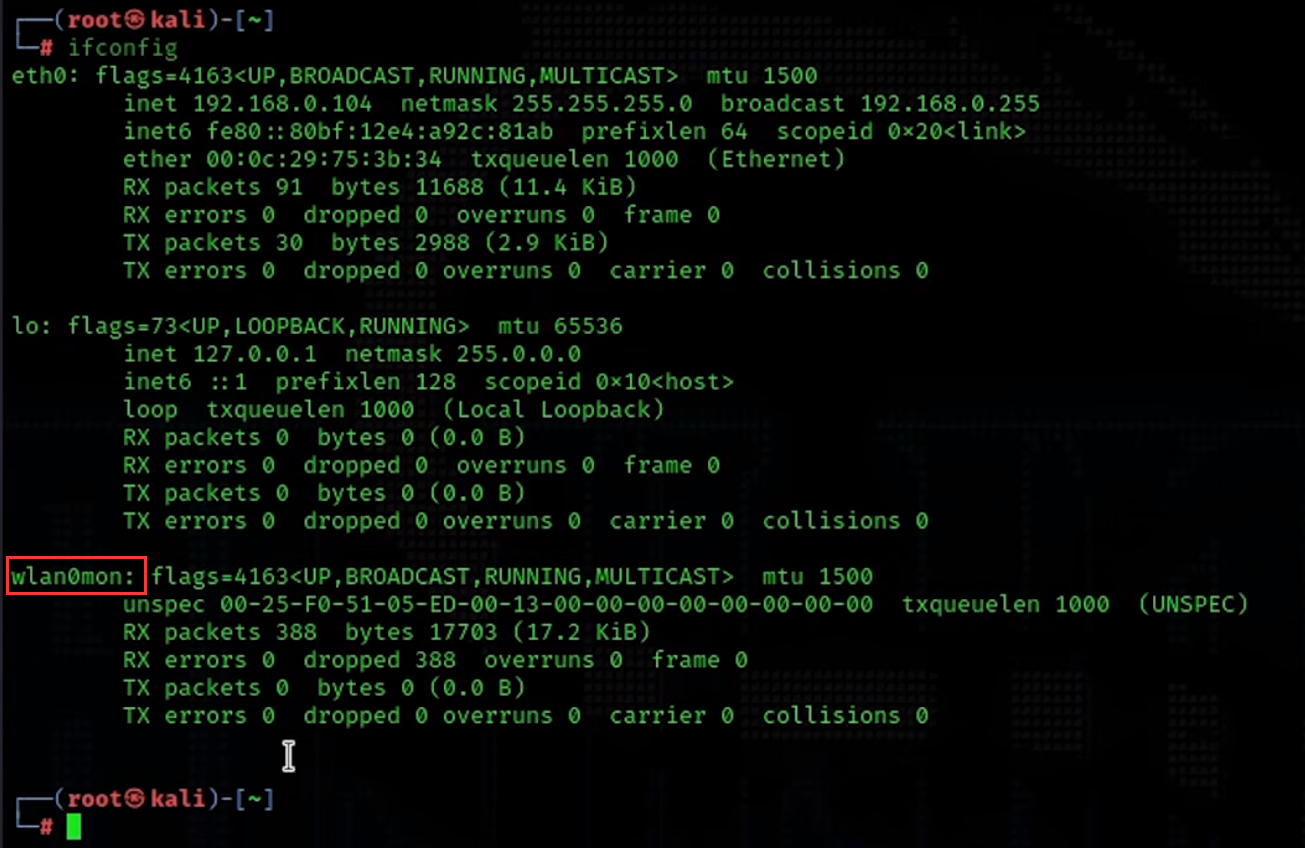 ┌──(root㉿kali)-[~]
└─# ifconfig
eth0: flags=4163<UP,BROADCAST,RUNNING,MULTICAST>  mtu 1500
        inet 192.168.0.104  netmask 255.255.255.0  broadcast 192.168.0.255
        inet6 fe80::80bf:12e4:a92c:81ab  prefixlen 64  scopeid 0×20<link>
        ether 00:0c:29:75:3b:34  txqueuelen 1000  (Ethernet)
        RX packets 91  bytes 11688 (11.4 KiB)
        RX errors 0  dropped 0  overruns 0  frame 0
        TX packets 30  bytes 2988 (2.9 KiB)
        TX errors 0  dropped 0 overruns 0  carrier 0  collisions 0
lo: flags=73<UP,LOOPBACK,RUNNING>  mtu 65536
        inet 127.0.0.1  netmask 255.0.0.0
        inet6 ::1  prefixlen 128  scopeid 0×10<host>
        loop  txqueuelen 1000  (Local Loopback)
        RX packets 0  bytes 0 (0.0 B)
        RX errors 0  dropped 0  overruns 0  frame 0
        TX packets 0  bytes 0 (0.0 B)
        TX errors 0  dropped 0 overruns 0  carrier 0  collisions 0
wlan0mon: flags=4163<UP,BROADCAST,RUNNING,MULTICAST>  mtu 1500
        unspec 00-25-F0-51-05-ED-00-13-00-00-00-00-00-00-00-00  txqueuelen 1000  (UNSPEC)
        RX packets 388  bytes 17703 (17.2 KiB)
        RX errors 0  dropped 388  overruns 0  frame 0
        TX packets 0  bytes 0 (0.0 B)
        TX errors 0  dropped 0 overruns 0  carrier 0  collisions 0
┌──(root㉿kali)-[~]
└─#